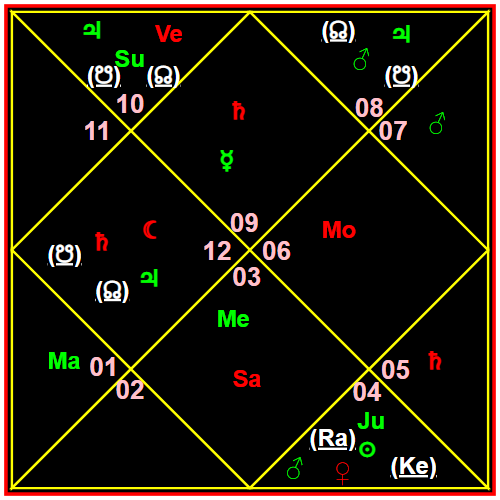 ♃ Ve (☊) ♃
Su ♂
(☋) (☊) (☋)
10 08
11 ♄ 07 ♂
☿
09
☾ Mo
(☋) ♄ 12 06
(☊) ♃ 03
Me
Ma 01 05 ♄
02 Sa 04
Ju
(Ra) ☉
♂ ♀ (Ke)